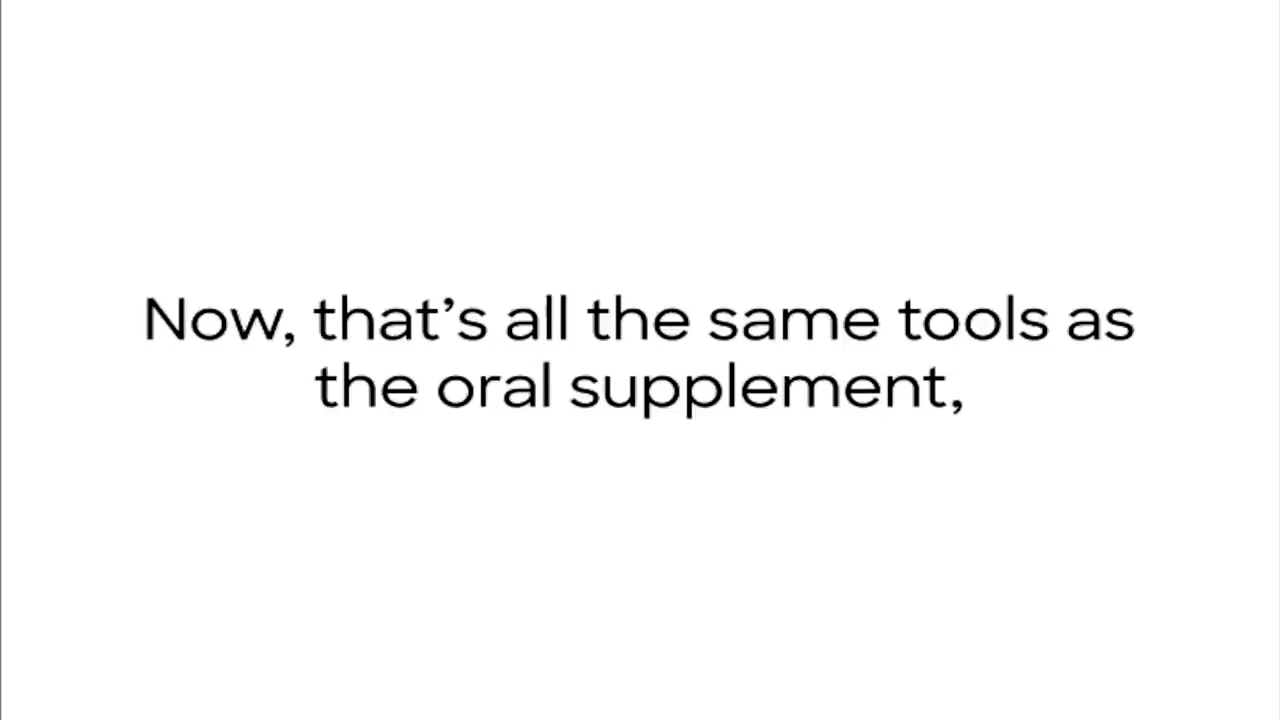 Now, that’s all the same tools as
the oral supplement,